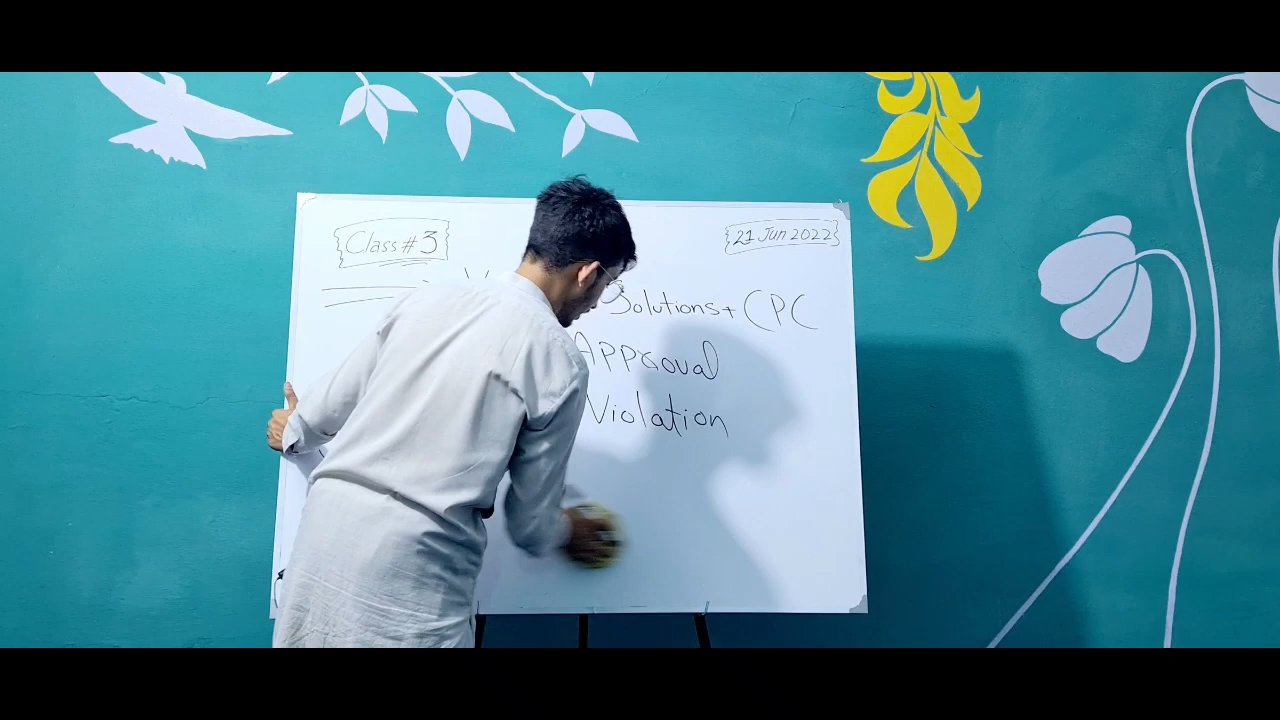 Class # 3
21 Jun 2022
Solutions + CPC
Approval
Violation